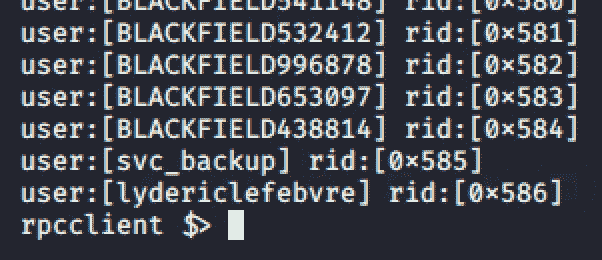 user:[BLACKFIELD541148] rid:[0×580]
user:[BLACKFIELD532412] rid:[0×581]
user:[BLACKFIELD996878] rid:[0×582]
user:[BLACKFIELD653097] rid:[0×583]
user:[BLACKFIELD438814] rid:[0×584]
user:[svc_backup] rid:[0×585]
user:[lydericlefebvre] rid:[0×586]
rpcclient $>